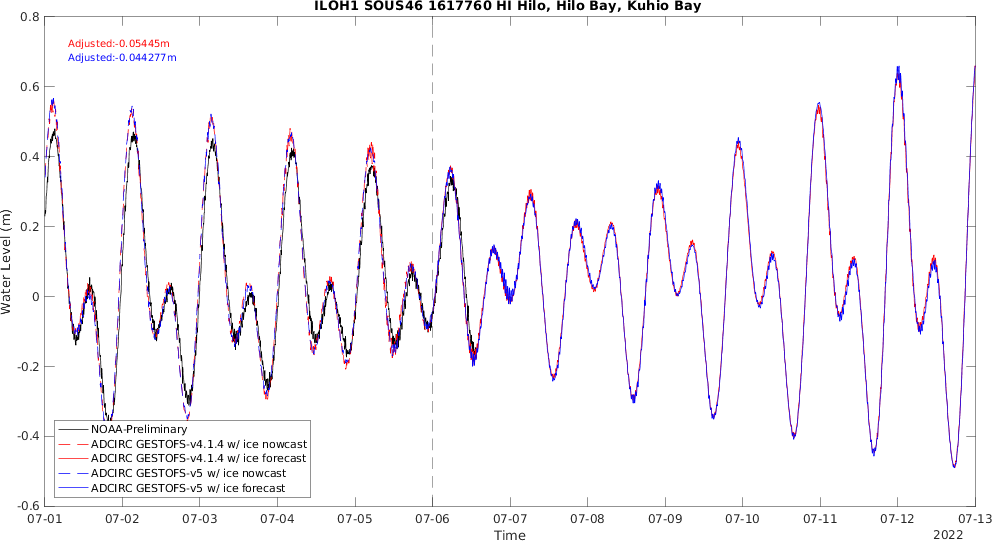 ILOH1 SOUS46 1617760 HI Hilo, Hilo Bay, Kuhio Bay
0.8
Adjusted:-0.05445m
Adjusted:-0.044277m
0.6
0.4
0.2
0
-0.2
-0.4
-0.6
Water Level (m)
NOAA-Preliminary
ADCIRC GESTOFS-v4.1.4 w/ ice nowcast
ADCIRC GESTOFS-v4.1.4 w/ ice forecast
ADCIRC GESTOFS-v5 w/ ice nowcast
ADCIRC GESTOFS-v5 w/ ice forecast
07-01 07-02 07-03 07-04 07-05 07-06 07-07 07-08 07-09 07-10 07-11 07-12 07-13
Time
2022